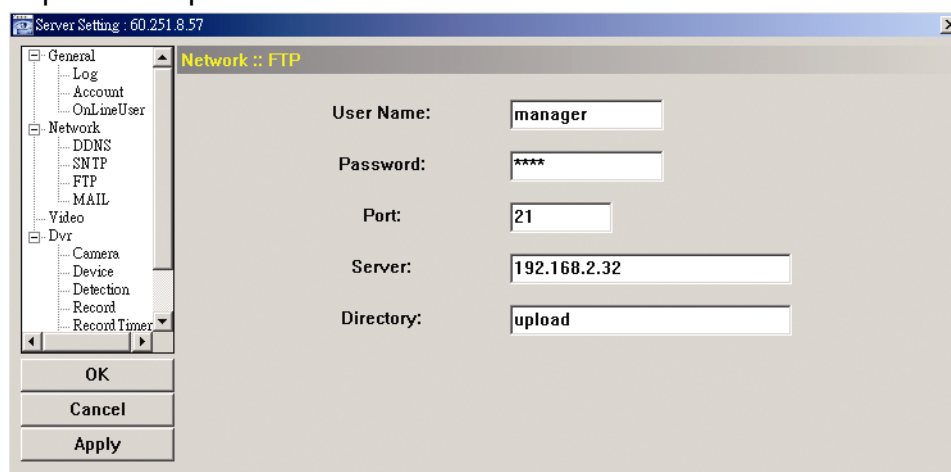 Server Setting : 60.251.8.57
General
Log
Account
OnLineUser
Network
DDNS
SNTP
FTP
MAIL
Video
Dvr
Camera
Device
Detection
Record
Record Timer
OK
Cancel
Apply
Network :: FTP
User Name: manager
Password: ****
Port: 21
Server: 192.168.2.32
Directory: upload